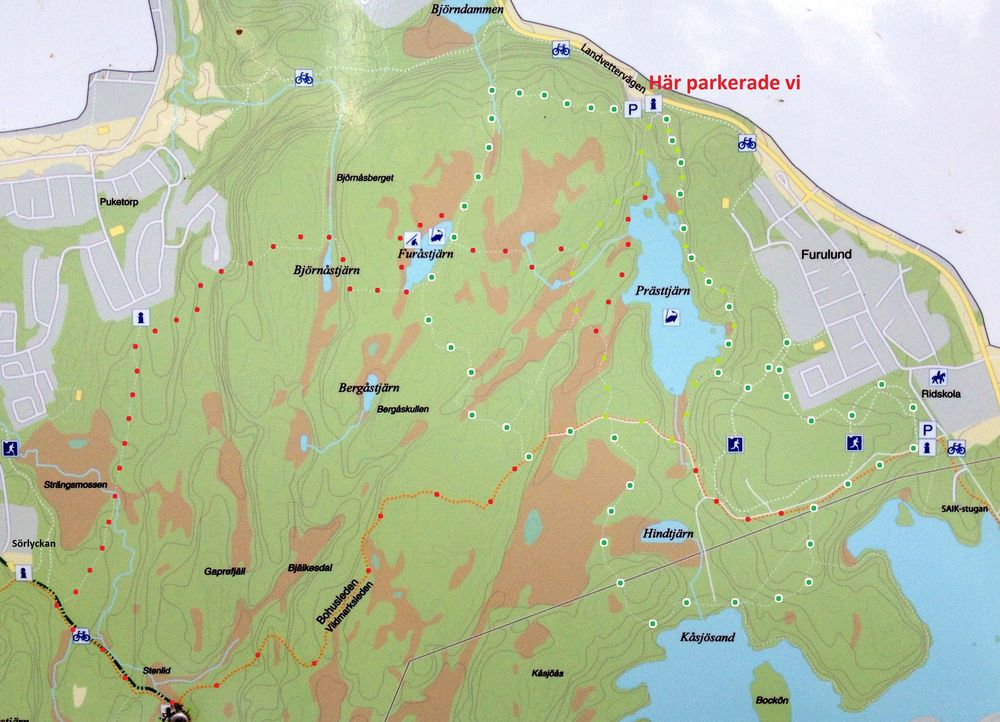 Björndammen
Landvettervägen
Här parkerade vi
P
Björnåsberget
Puketorp
Furåstjärn
Furulund
Björnåstjärn
Prästtjärn
Bergåstjärn
Ridskola
Bergåskullen
P
Strängsmossen
SAIK-stugan
Hindtjärn
Sörlyckan
Gaprefjäll
Bjälkesdal
Bohusleden
Vildmarksleden
Kåsjösand
Stenlid
Kåsjöås
Bockön